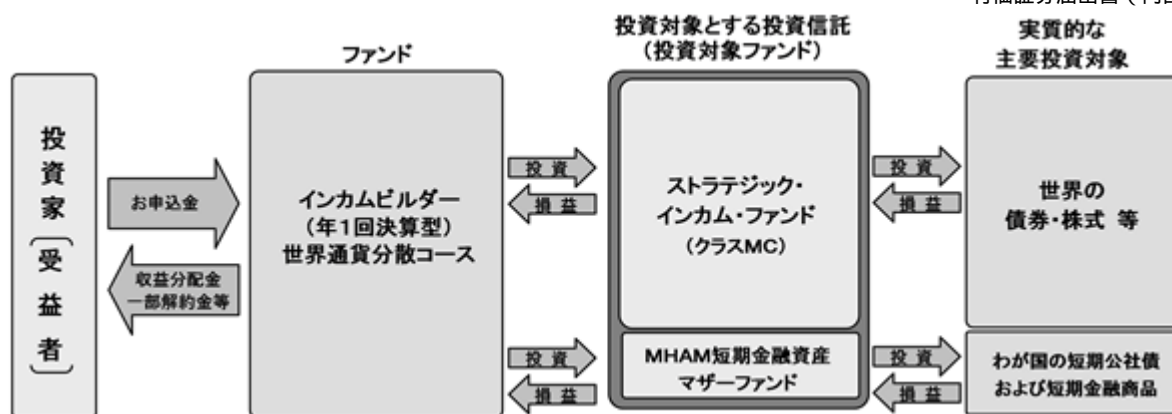 投資対象とする投資信託
(投資対象ファンド)
実質的な
主要投資対象
ファンド
投資家(受益者)
お申込金
収益分配金
一部解約金等
インカムビルダー
(年1回決算型)
世界通貨分散コース
投資
損益
ストラテジック・
インカム・ファンド
(クラスMC)
投資
損益
世界の
債券・株式 等
投資
損益
MHAM短期金融資産
マザーファンド
投資
損益
わが国の短期公社債
および短期金融商品